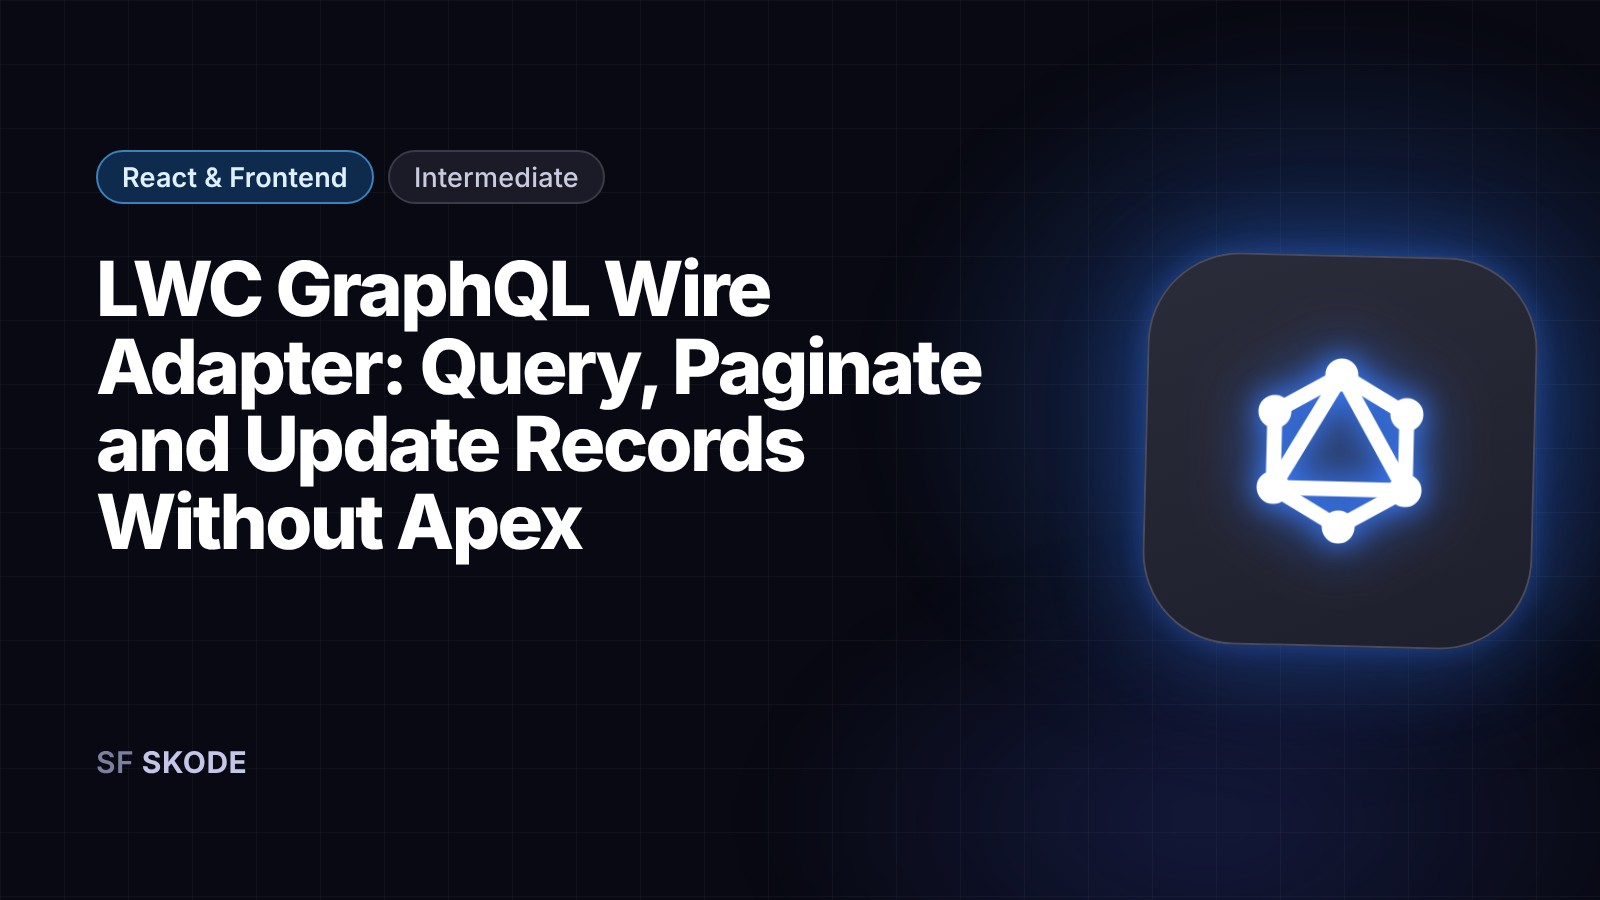 React & Frontend
Intermediate
LWC GraphQL Wire
Adapter: Query, Paginate
and Update Records
Without Apex
SF SKODE